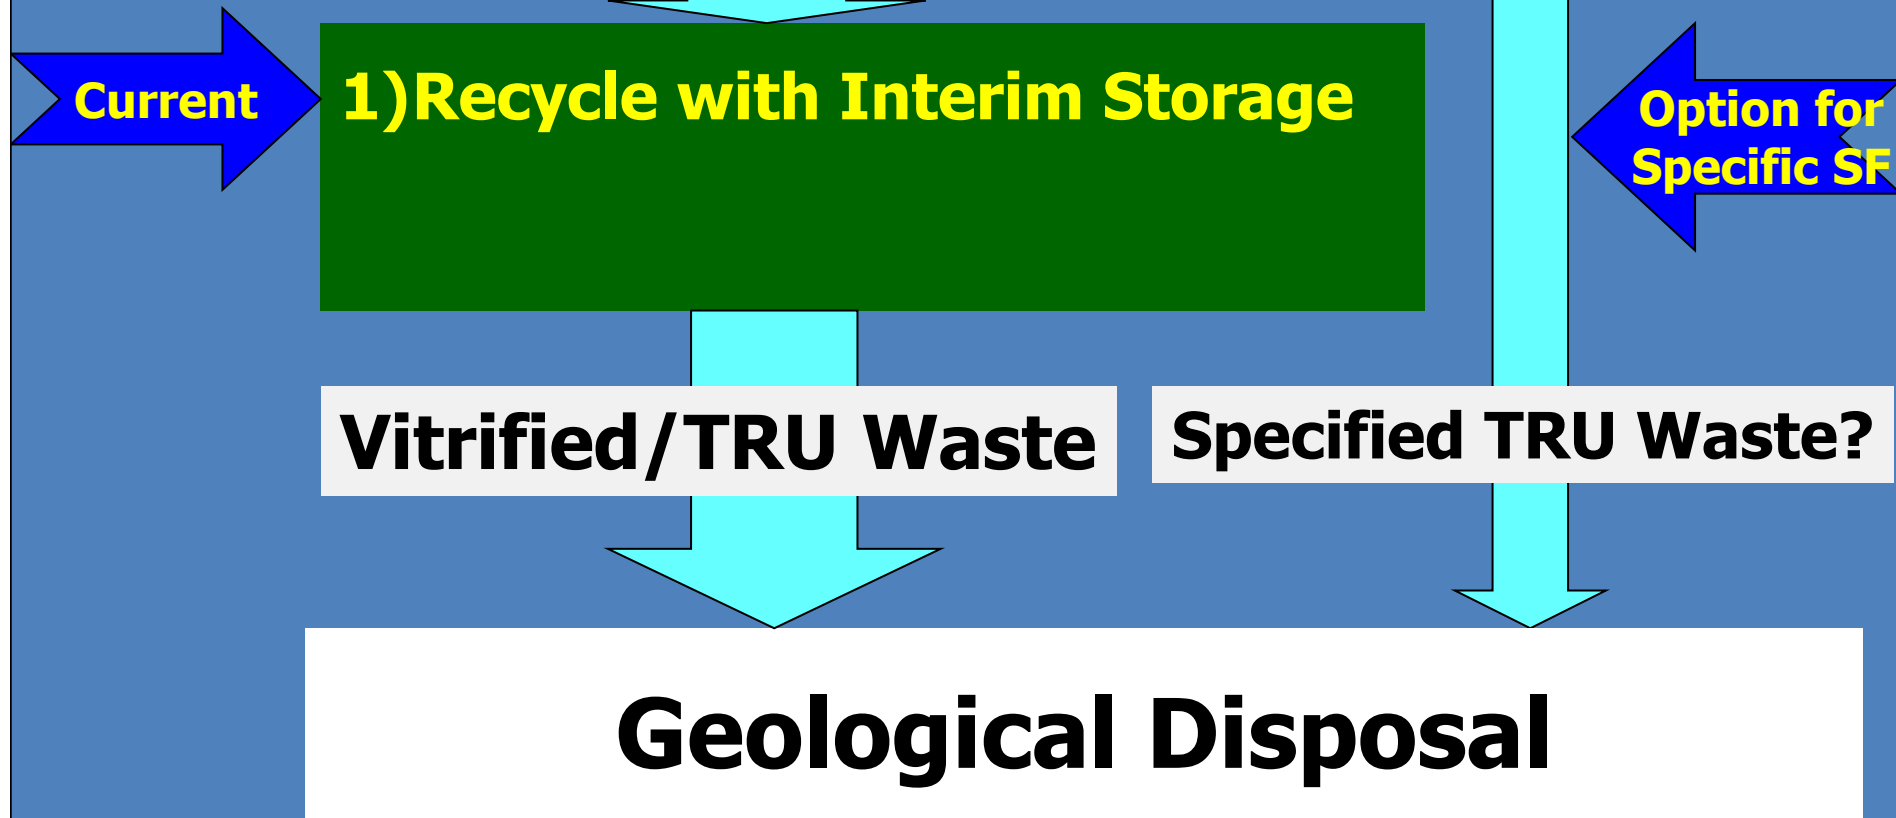 Current
1)Recycle with Interim Storage
Option for
Specific SF
Vitrified/TRU Waste
Specified TRU Waste?
Geological Disposal